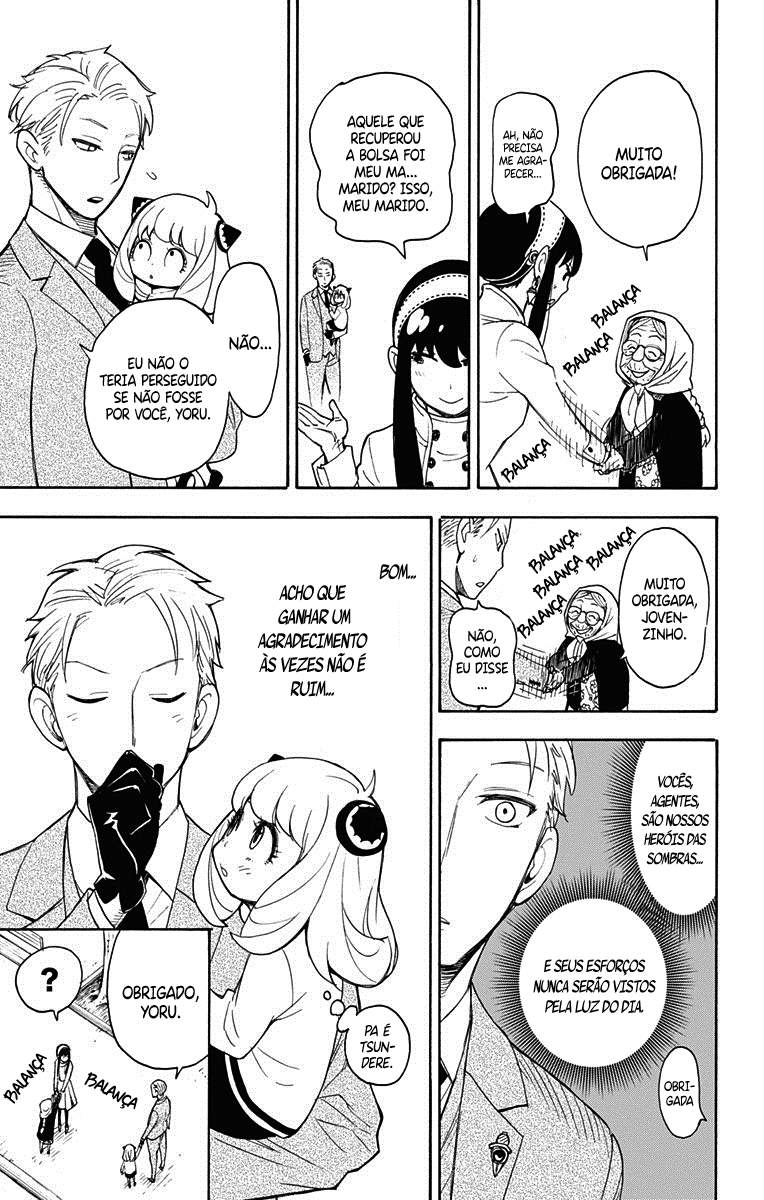 MUITO
OBRIGADA!
AH, NÃO
PRECISA
ME AGRA-
DECER...
BALANÇA
BALANÇA
BALANÇA
AQUELE QUE
RECUPEROU
A BOLSA FOI
MEU MA...
MARIDO? ISSO,
MEU MARIDO.
NÃO...
EU NÃO O
TERIA PERSEGUIDO
SE NÃO FOSSE
POR VOCÊ, YORU.
MUITO
OBRIGADA,
JOVEN-
ZINHO.
BALANÇA
BALANÇA
BALANÇA
BALANÇA
NÃO,
COMO
EU DISSE
...
VOCÊS,
AGENTES,
SÃO NOSSOS
HERÓIS DAS
SOMBRAS...
E SEUS ESFORÇOS
NUNCA SERÃO VISTOS
PELA LUZ DO DIA.
OBRI-
GADA
BOM...
ACHO QUE
GANHAR UM
AGRADECIMENTO
ÀS VEZES NÃO É
RUIM...
PA É
TSUN-
DERE.
OBRIGADO,
YORU.
?
BALANÇA
BALANÇA